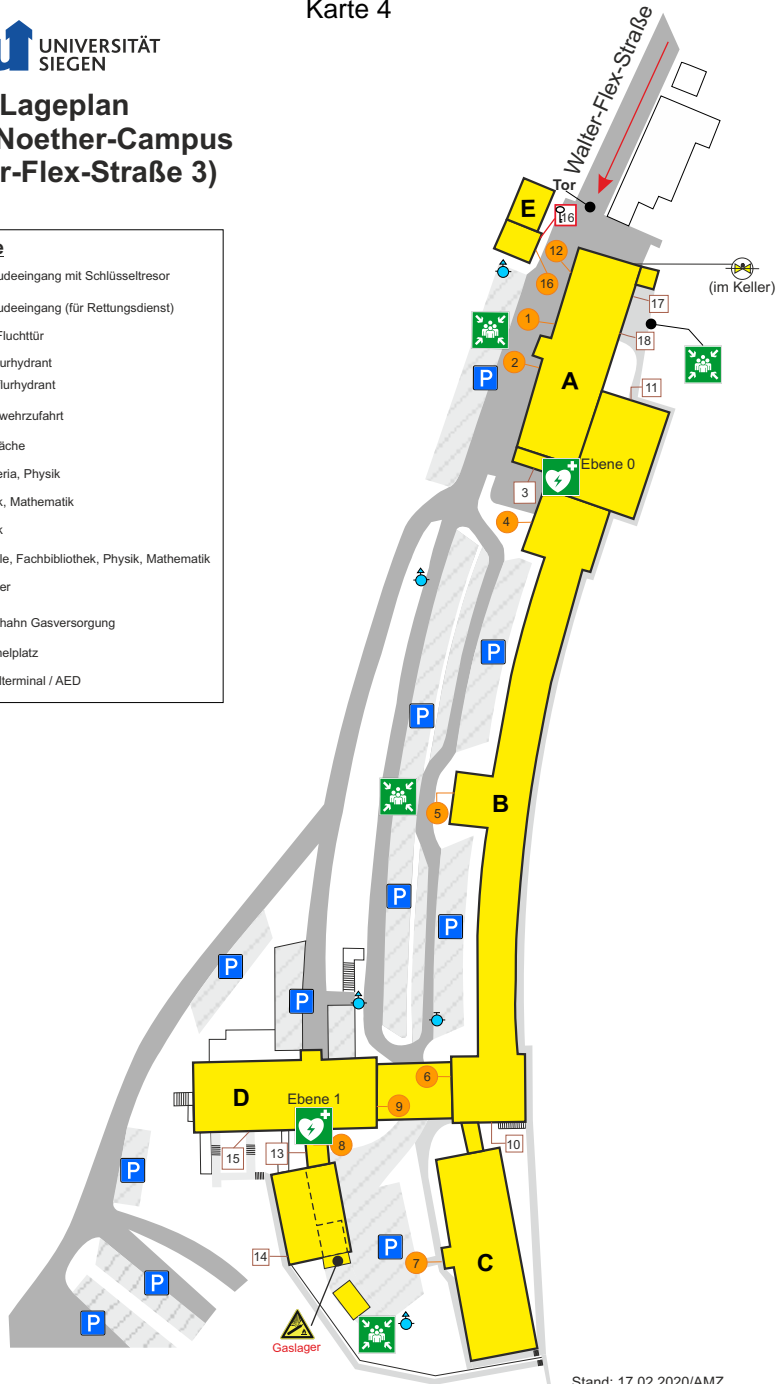 Karte 4
UNIVERSITÄT
SIEGEN
Lageplan
Noether-Campus
r-Flex-Straße 3)
e
udeeingang mit Schlüsseltresor
udeeingang (für Rettungsdienst)
Fluchttür
urhydrant
flurhydrant
wehrzufahrt
äche
eria, Physik
k, Mathematik
k
le, Fachbibliothek, Physik, Mathematik
er
hahn Gasversorgung
nelplatz
lterminal / AED
Walter-Flex-Straße
Tor
E
16
12
16
(im Keller)
17
1
18
2
P
A
11
Ebene 0
3
4
P
P
B
5
P
P
P
P
6
D
Ebene 1
9
8
10
13
15
P
14
P
7
C
P
P
Gaslager
Stand: 17.02.2020/AMZ